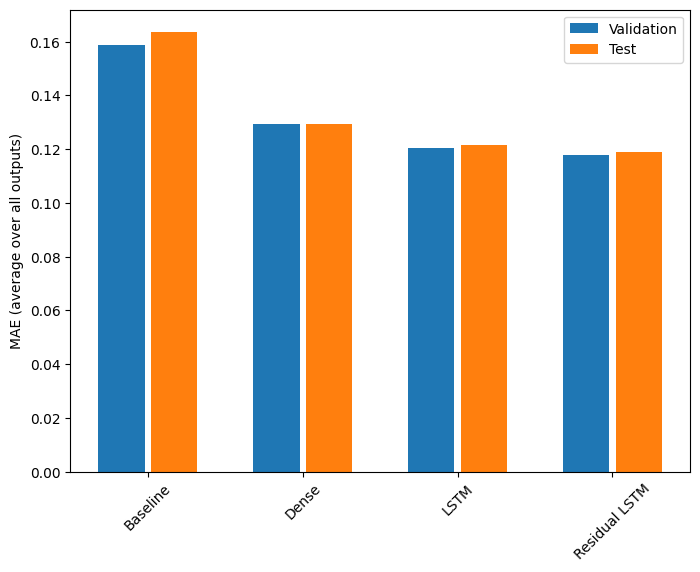 MAE (average over all outputs)
0.16
0.14
0.12
0.10
0.08
0.06
0.04
0.02
0.00
Validation
Test
Baseline
Dense
LSTM
Residual LSTM